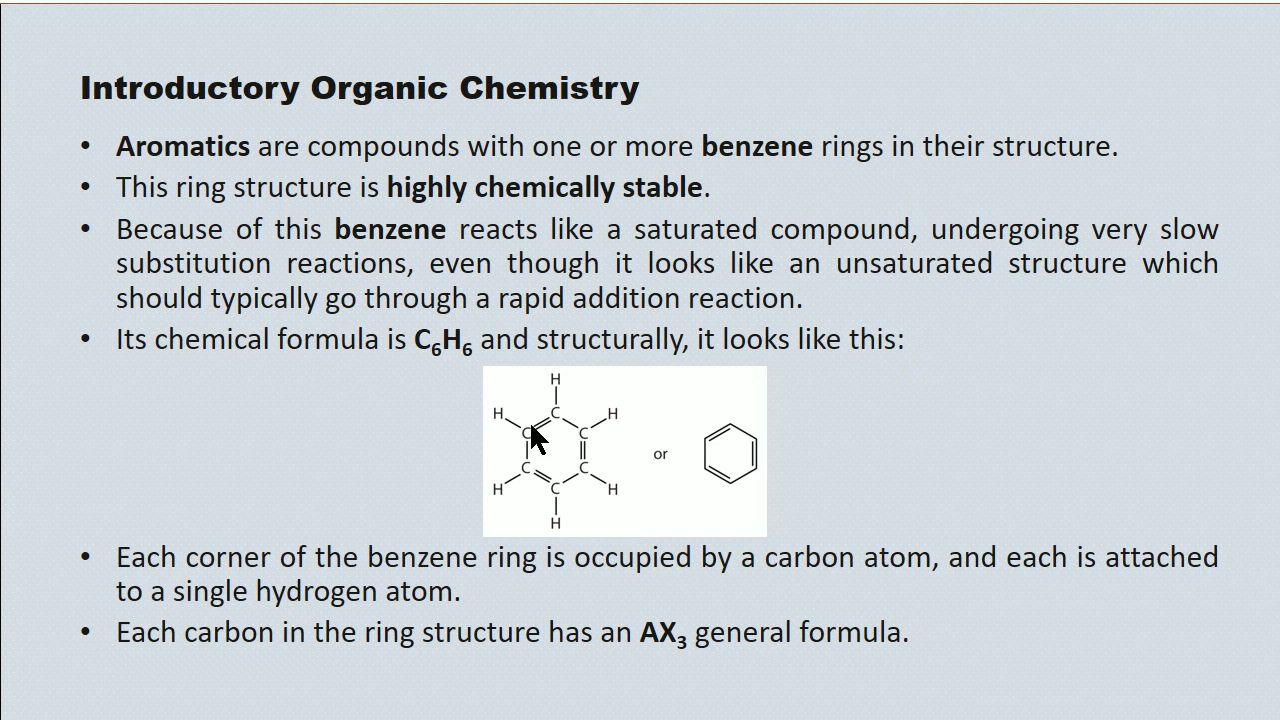 Introductory Organic Chemistry
• Aromatics are compounds with one or more benzene rings in their structure.
• This ring structure is highly chemically stable.
• Because of this benzene reacts like a saturated compound, undergoing very slow
substitution reactions, even though it looks like an unsaturated structure which
should typically go through a rapid addition reaction.
• Its chemical formula is C₆H₆ and structurally, it looks like this:
H
H C H
C C
or
C C
H C H
H
• Each corner of the benzene ring is occupied by a carbon atom, and each is attached
to a single hydrogen atom.
• Each carbon in the ring structure has an AX₃ general formula.